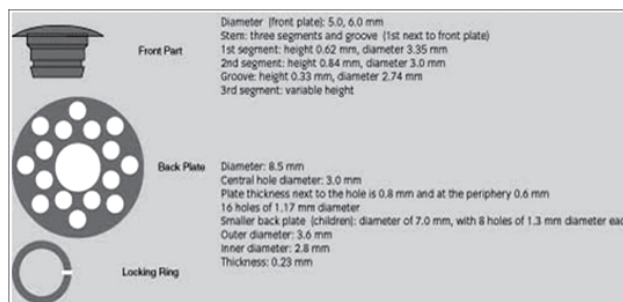 Diameter (front plate): 5.0, 6.0 mm
Stem: three segments and groove (1st next to front plate)
Front Part
1st segment: height 0.62 mm, diameter 3.35 mm
2nd segment: height 0.84 mm, diameter 3.0 mm
Groove: height 0.33 mm, diameter 2.74 mm
3rd segment: variable height
Back Plate
Diameter: 8.5 mm
Central hole diameter: 3.0 mm
Plate thickness next to the hole is 0.8 mm and at the periphery 0.6 mm
16 holes of 1.17 mm diameter
Smaller back plate (children): diameter of 7.0 mm, with 8 holes of 1.3 mm diameter eac
Outer diameter: 3.6 mm
Inner diameter: 2.8 mm
Locking Ring
Thickness: 0.23 mm